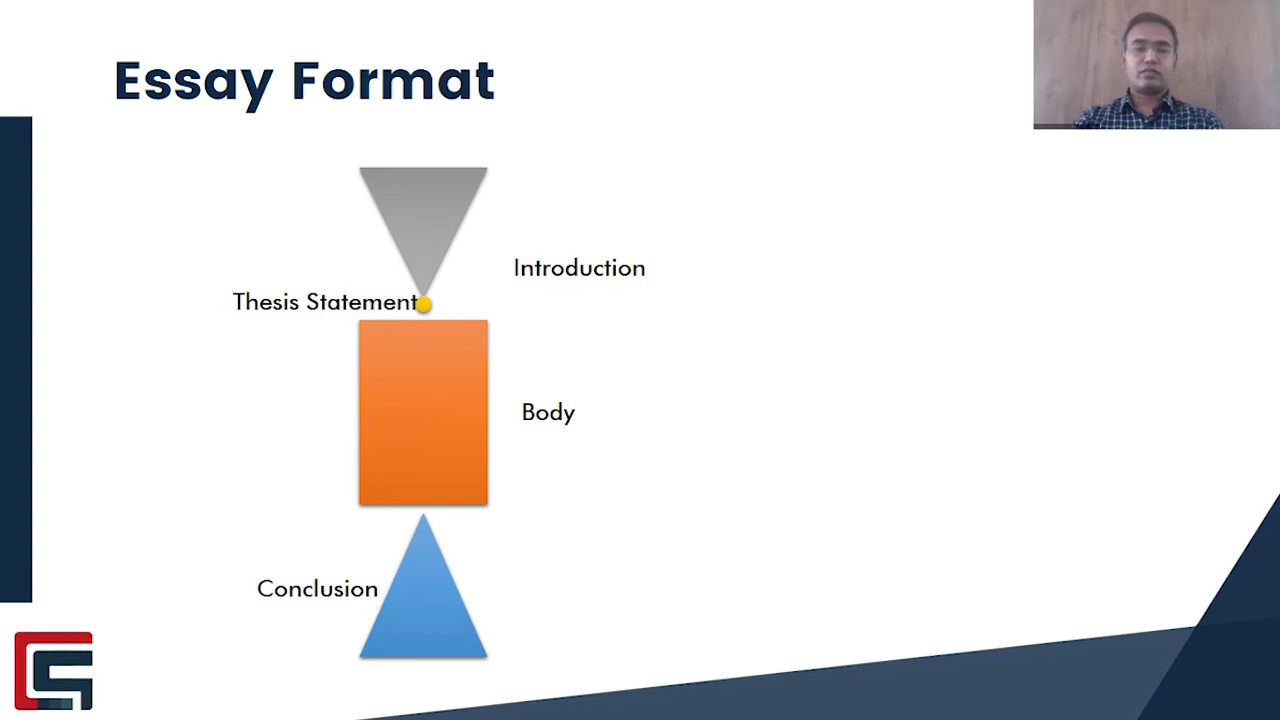 Essay Format
Introduction
Thesis Statement
Body
Conclusion